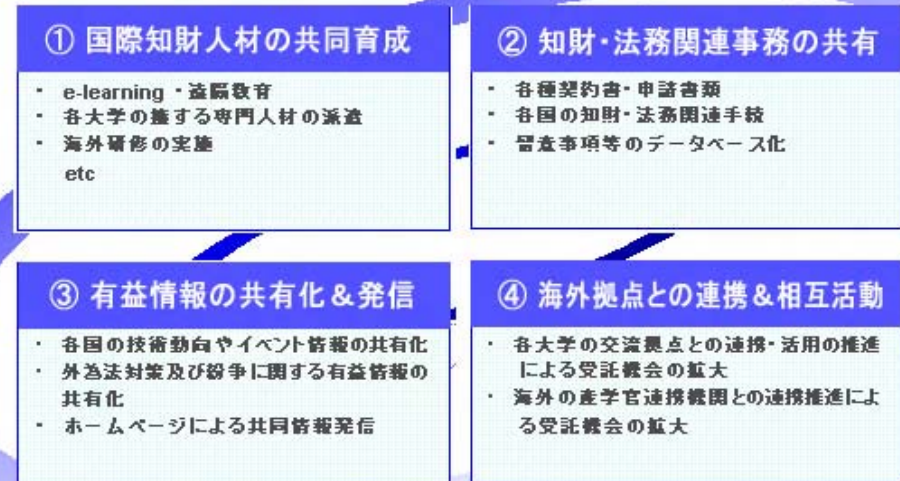 ① 国際知財人材の共同育成
・ e-learning ・遠隔教育
・ 各大学の擁する専門人材の派遣
・ 海外研修の実施
etc
② 知財・法務関連事務の共有
・ 各種契約書・申請書類
・ 各国の知財・法務関連手続
・ 留意事項等のデータベース化
③ 有益情報の共有化＆発信
・ 各国の技術動向やイベント情報の共有化
・ 外為法対策及び紛争に関する有益情報の
共有化
・ ホームページによる共同情報発信
④ 海外拠点との連携＆相互活動
・ 各大学の交流拠点との連携・活用の推進
による受託機会の拡大
・ 海外の産学官連携機関との連携推進によ
る受託機会の拡大